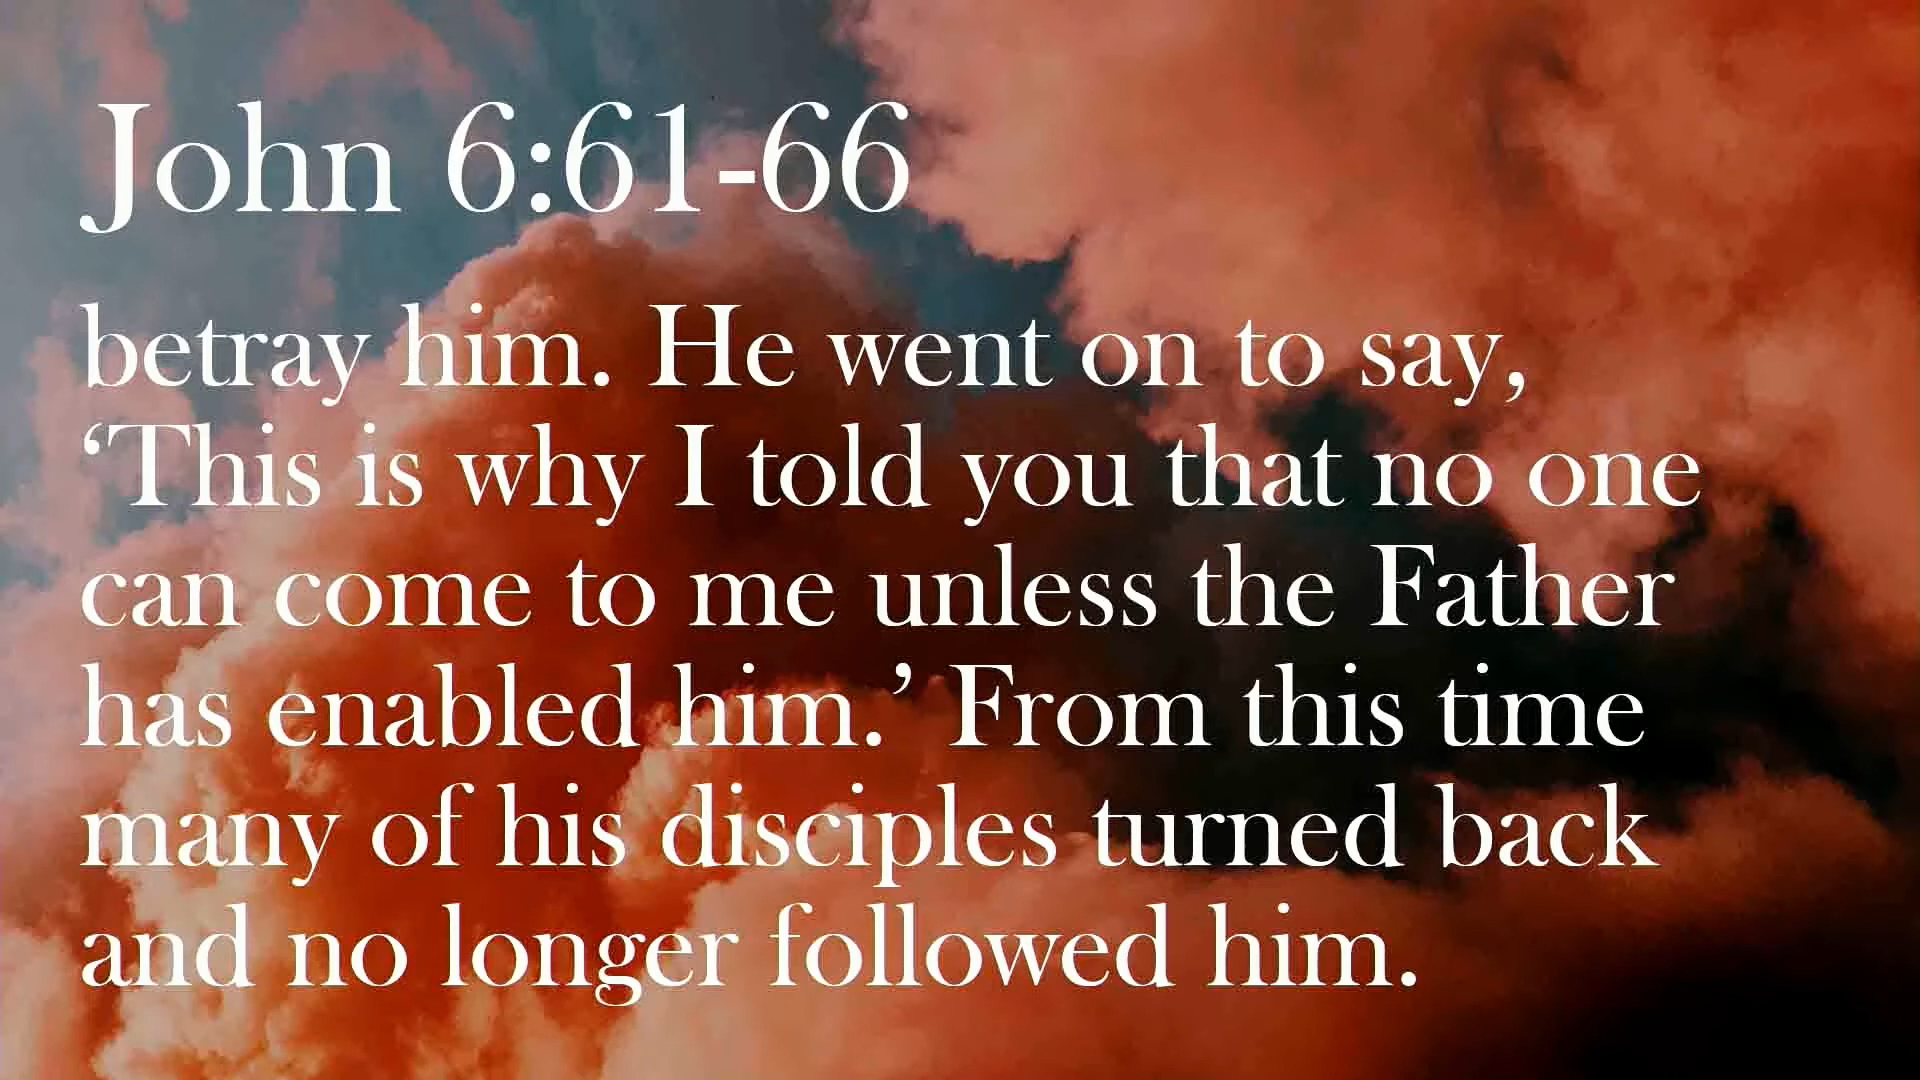 John 6:61-66
betray him. He went on to say,
‘This is why I told you that no one
can come to me unless the Father
has enabled him.’ From this time
many of his disciples turned back
and no longer followed him.